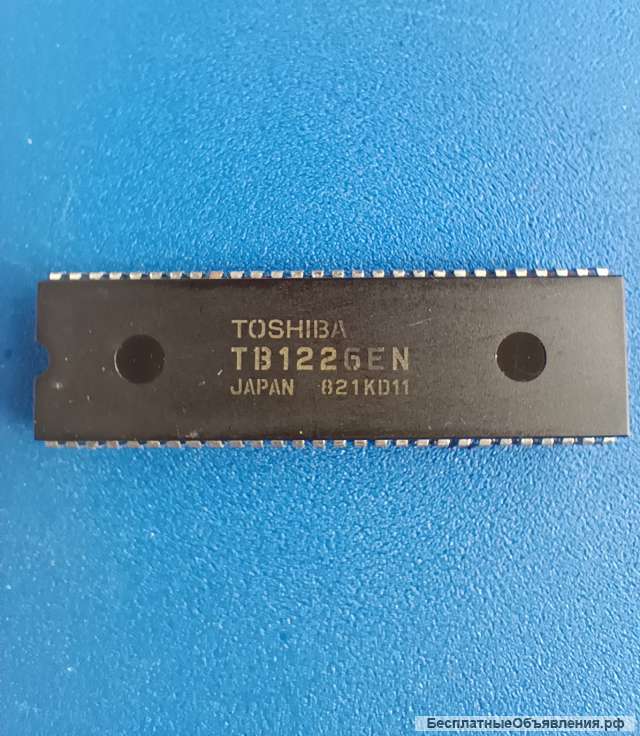 TOSHIBA
TB1226EN
JAPAN 821KD11
БесплатныеОбъявления.рф